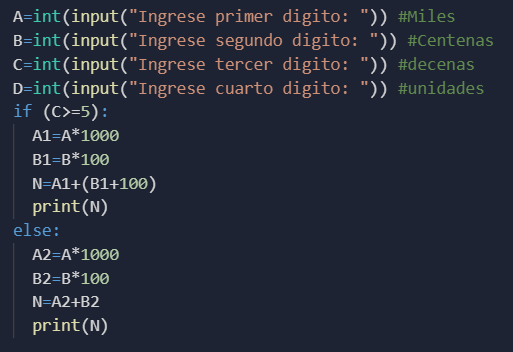 A=int(input("Ingrese primer digito: ")) #Miles
B=int(input("Ingrese segundo digito: ")) #Centenas
C=int(input("Ingrese tercer digito: ")) #decenas
D=int(input("Ingrese cuarto digito: ")) #unidades
if (C>=5):
  A1=A*1000
  B1=B*100
  N=A1+(B1+100)
  print(N)
else:
  A2=A*1000
  B2=B*100
  N=A2+B2
  print(N)